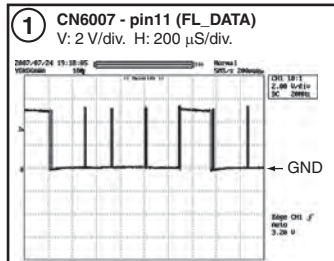 1
CN6007 - pin11 (FL_DATA)
V: 2 V/div. H: 200 µS/div.
2007/07/24 19:18:05
YOKOGAWA
Normal
CH1 10:1
2.00 V/div
DC
GND
Edge CH1
Auto
3.20 V